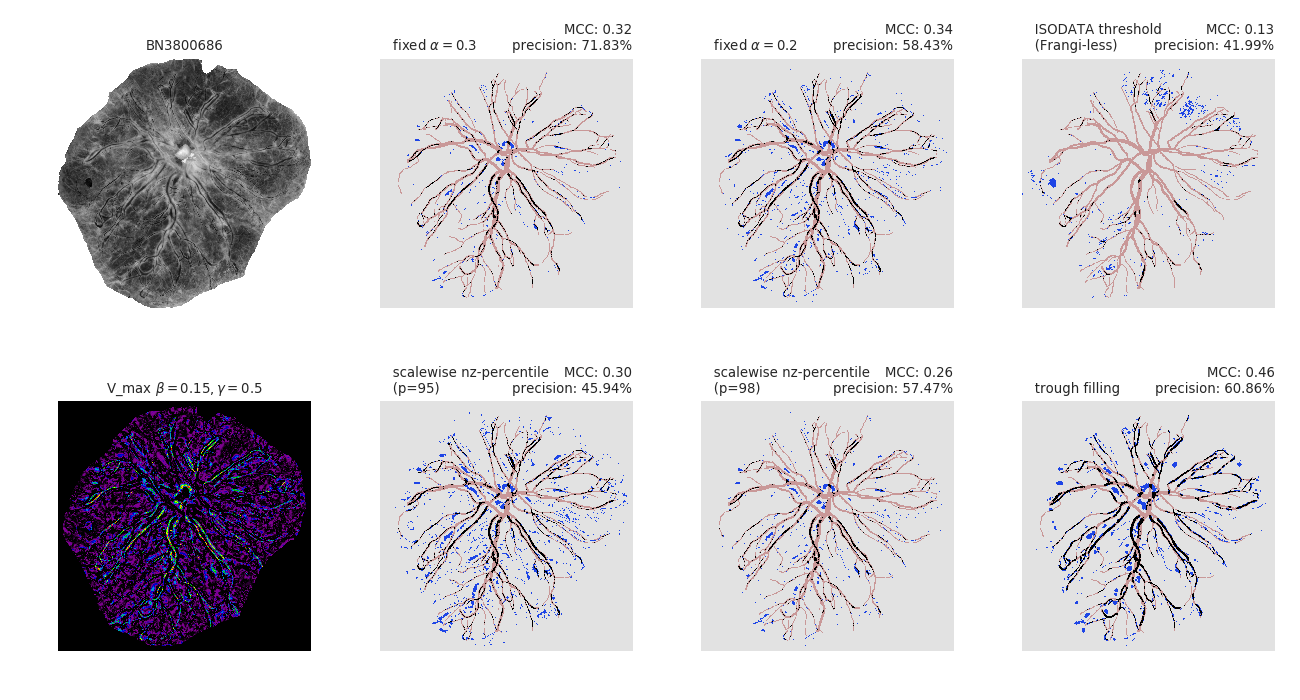 BN3800686
MCC: 0.32
fixed α = 0.3 precision: 71.83%
MCC: 0.34
fixed α = 0.2 precision: 58.43%
ISODATA threshold MCC: 0.13
(Frangi-less) precision: 41.99%
V_max β = 0.15, γ = 0.5
scalewise nz-percentile MCC: 0.30
(p=95) precision: 45.94%
scalewise nz-percentile MCC: 0.26
(p=98) precision: 57.47%
MCC: 0.46
trough filling precision: 60.86%